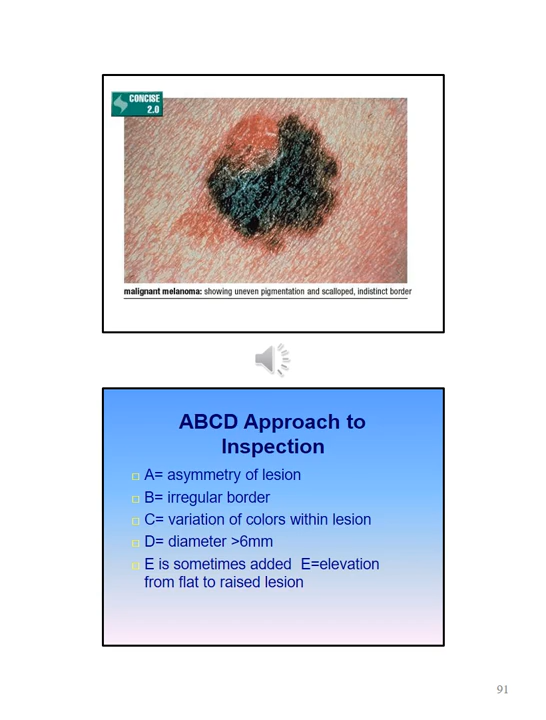 CONCISE
2.0
malignant melanoma: showing uneven pigmentation and scalloped, indistinct border
ABCD Approach to
Inspection
A= asymmetry of lesion
B= irregular border
C= variation of colors within lesion
D= diameter >6mm
E is sometimes added E=elevation
from flat to raised lesion
91